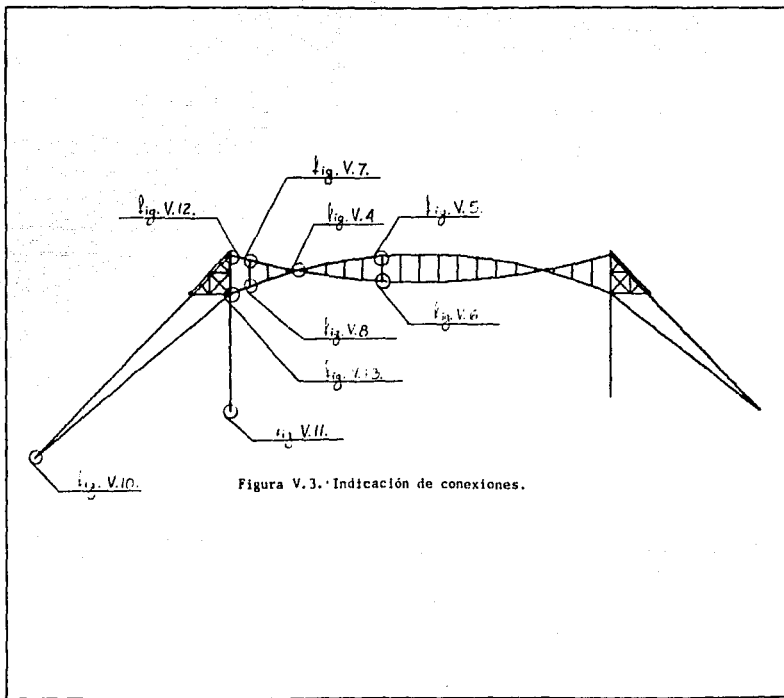 fig. V.7.
fig. V.12.
fig. V.4
fig. V.5.
fig. V.8
fig. V.6
fig. V.13.
fig V.11.
fig. V.10.
Figura V.3. Indicación de conexiones.